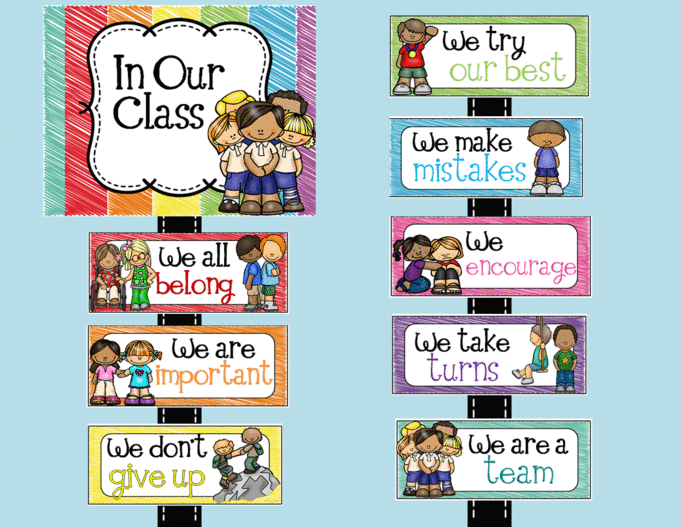 In Our
Class
We all
belong
We are
important
We don't
give up
We try
our best
We make
mistakes
We
encourage
We take
turns
We are a
team